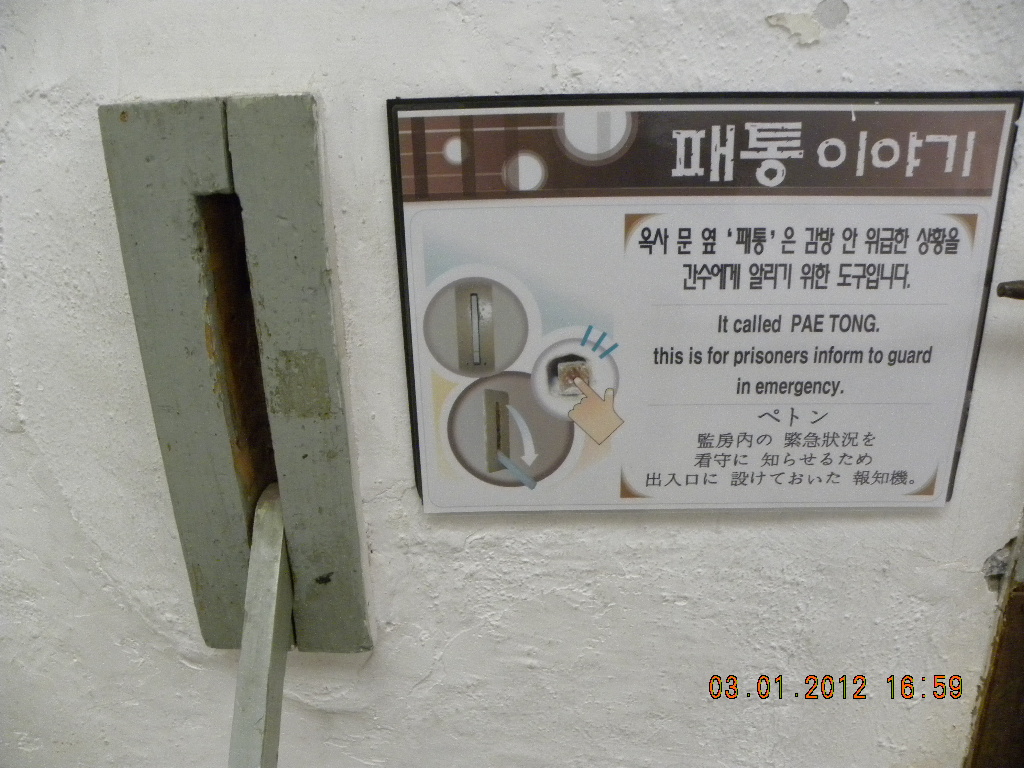 패통 이야기
옥사 문 옆 '패통'은 감방 안 위급한 상황을
간수에게 알리기 위한 도구입니다.
It called PAE TONG.
this is for prisoners inform to guard
in emergency.
ペトン
監房內の 緊急狀況を
看守に 知らせるため
出入口に 設けておいた 報知機。
03.01.2012 16:59